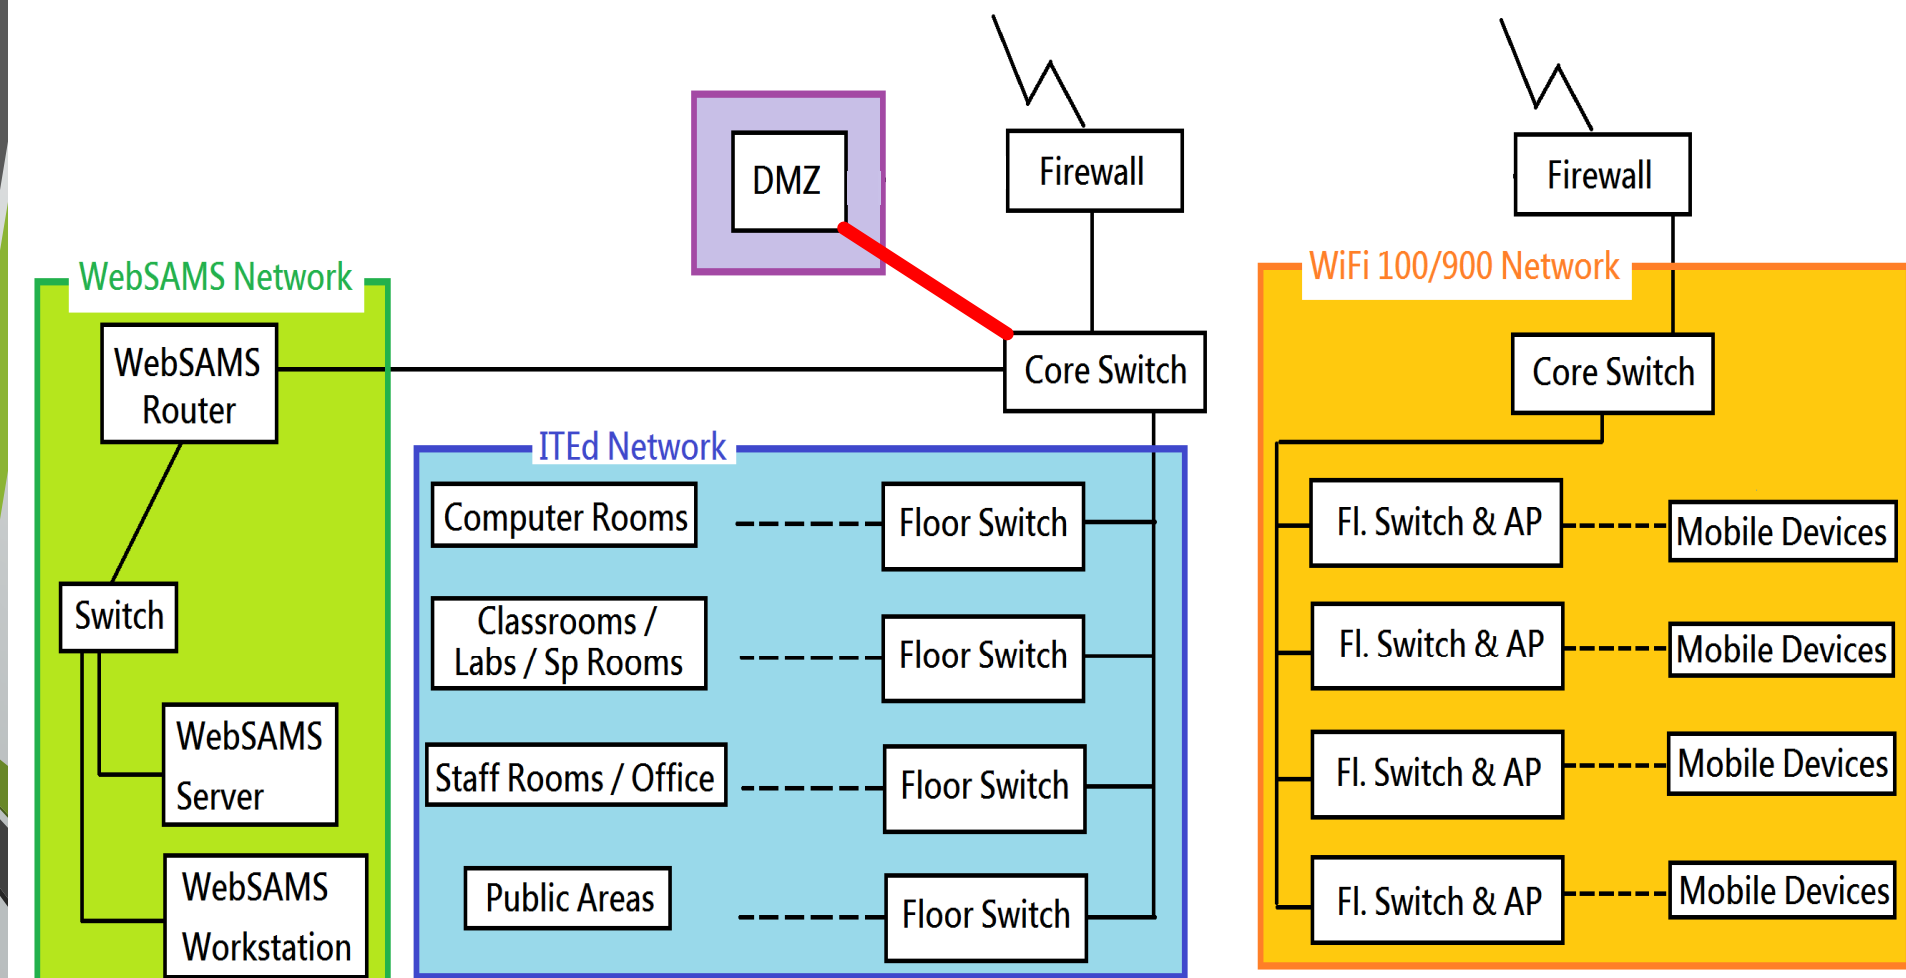 DMZ
Firewall
Firewall
WebSAMS Network
WebSAMS
Router
Switch
WebSAMS
Server
WebSAMS
Workstation
Core Switch
ITEd Network
Computer Rooms
Floor Switch
Classrooms /
Labs / Sp Rooms
Floor Switch
Staff Rooms / Office
Floor Switch
Public Areas
Floor Switch
WiFi 100/900 Network
Core Switch
Fl. Switch & AP
Mobile Devices
Fl. Switch & AP
Mobile Devices
Fl. Switch & AP
Mobile Devices
Fl. Switch & AP
Mobile Devices